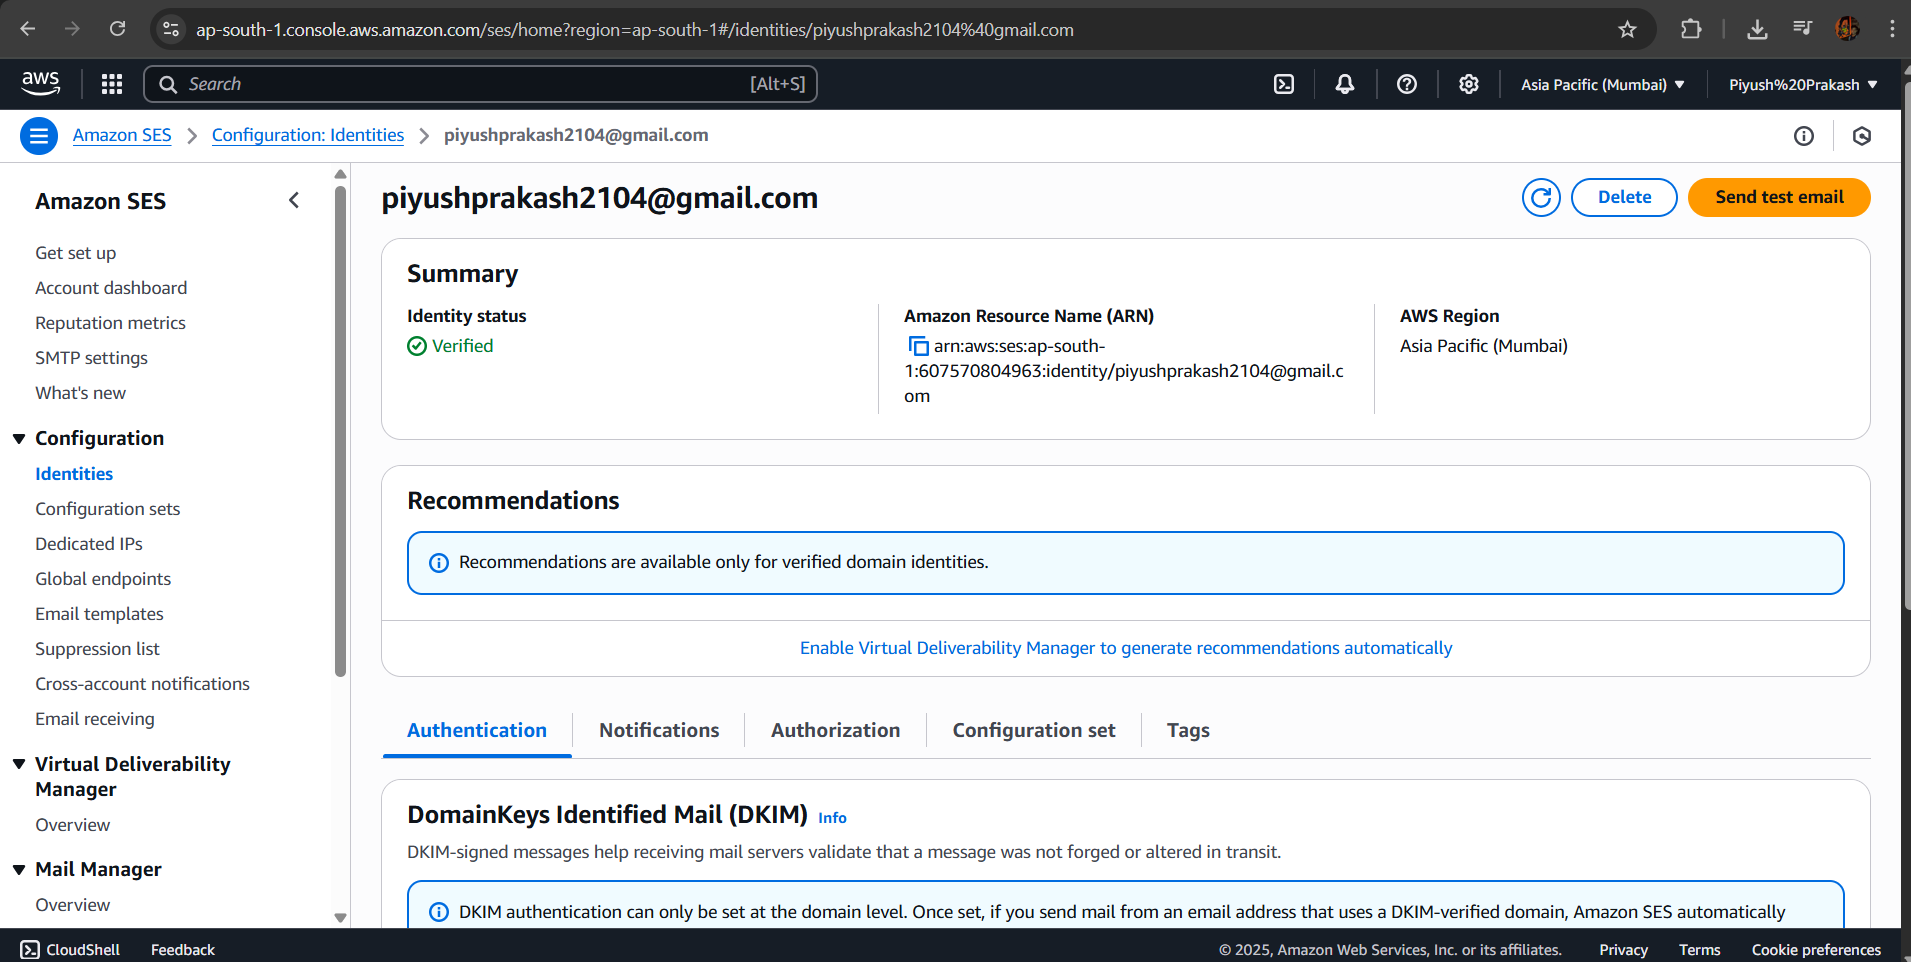 ap-south-1.console.aws.amazon.com/ses/home?region=ap-south-1#/identities/piyushprakash2104%40gmail.com
aws
Search
[Alt+S]
Asia Pacific (Mumbai)
Piyush%20Prakash
Amazon SES
Configuration: Identities
piyushprakash2104@gmail.com
Amazon SES
Get set up
Account dashboard
Reputation metrics
SMTP settings
What's new
Configuration
Identities
Configuration sets
Dedicated IPs
Global endpoints
Email templates
Suppression list
Cross-account notifications
Email receiving
Virtual Deliverability
Manager
Overview
Mail Manager
Overview
piyushprakash2104@gmail.com
Delete
Send test email
Summary
Identity status
Verified
Amazon Resource Name (ARN)
arn:aws:ses:ap-south-
1:607570804963:identity/piyushprakash2104@gmail.c
om
AWS Region
Asia Pacific (Mumbai)
Recommendations
Recommendations are available only for verified domain identities.
Enable Virtual Deliverability Manager to generate recommendations automatically
Authentication
Notifications
Authorization
Configuration set
Tags
DomainKeys Identified Mail (DKIM)
Info
DKIM-signed messages help receiving mail servers validate that a message was not forged or altered in transit.
DKIM authentication can only be set at the domain level. Once set, if you send mail from an email address that uses a DKIM-verified domain, Amazon SES automatically
CloudShell
Feedback
© 2025, Amazon Web Services, Inc. or its affiliates.
Privacy
Terms
Cookie preferences